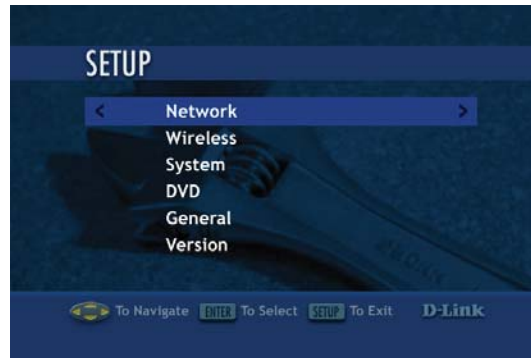 SETUP
< Network >
Wireless
System
DVD
General
Version
To Navigate ENTER To Select SETUP To Exit D-Link